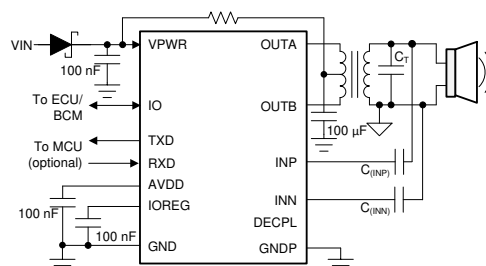 VIN
100 nF
VPWR
OUTA
C_T
To ECU/
BCM
IO
OUTB
100 µF
TXD
To MCU
(optional)
RXD
INP
C_(INP)
AVDD
100 nF
IOREG
INN
C_(INN)
100 nF
DECPL
GND
GNDP